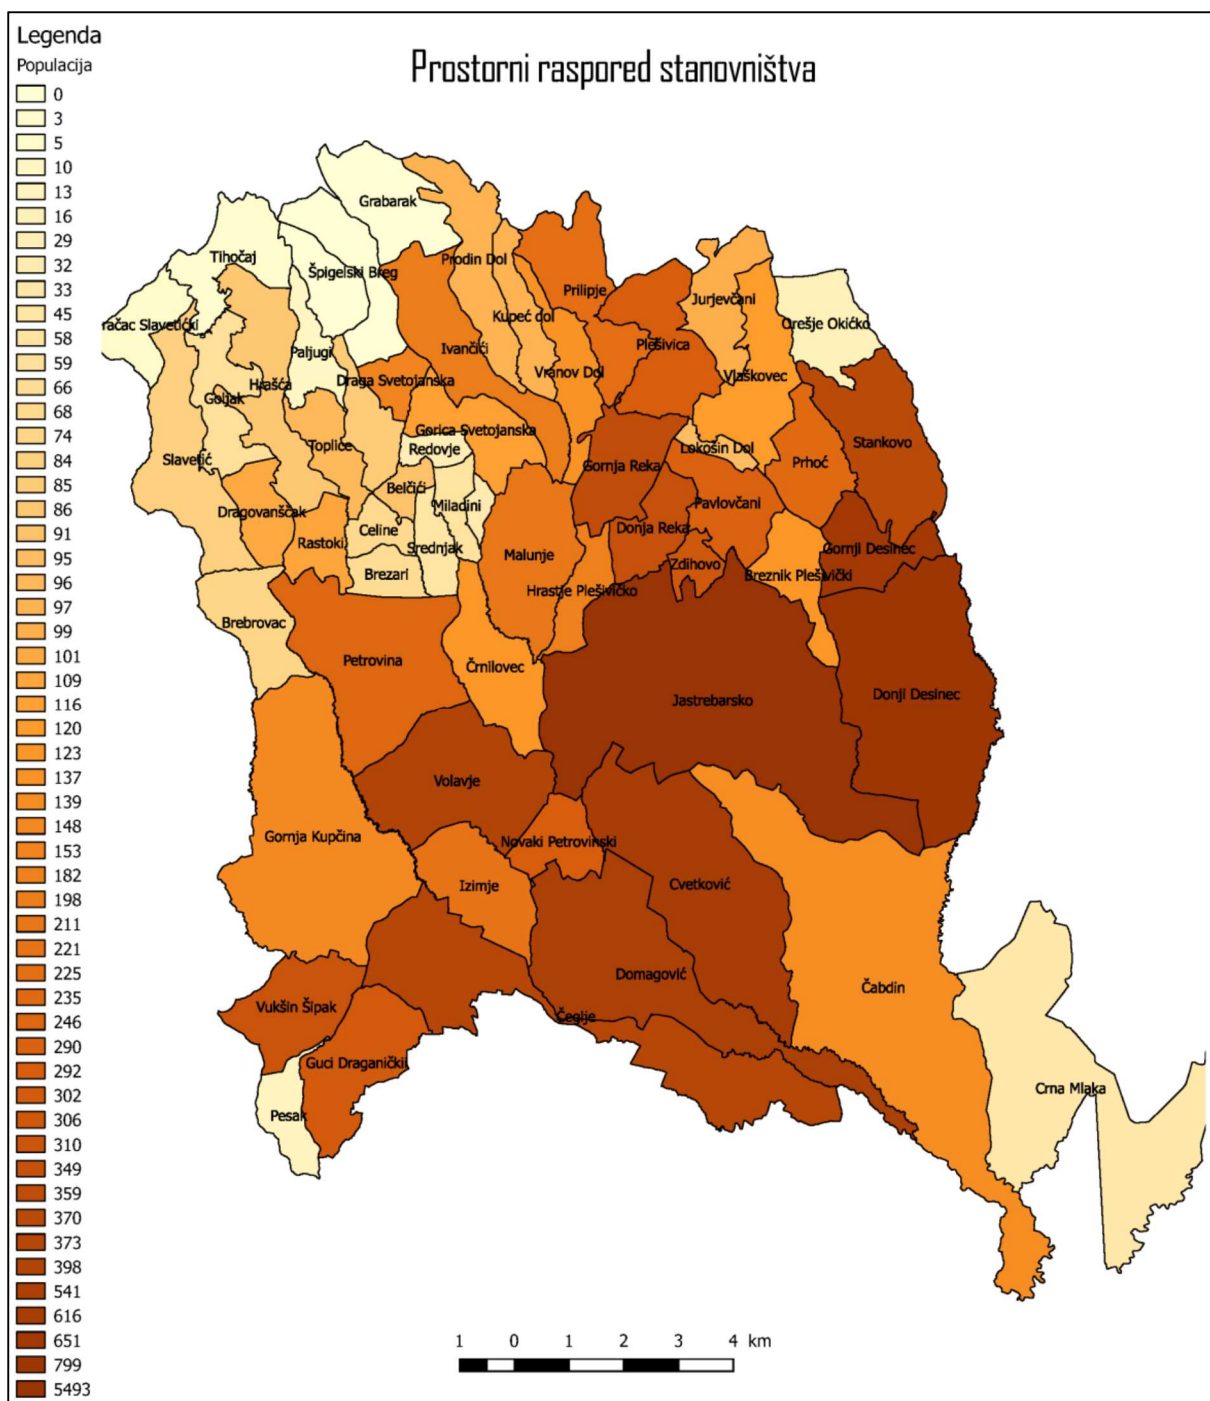 Legenda
Populacija
Prostorni raspored stanovništva
0
3
5
10
13
16
29
32
33
45
58
59
66
68
74
84
85
86
91
95
96
97
99
101
109
116
120
123
137
139
148
153
182
198
211
221
225
235
246
290
292
302
306
310
349
359
370
373
398
541
616
651
799
5493
Grabarak
Tihočaj
Prodin Dol
Špigelski Breg
Prilipje
Jurjevčani
Kupeć dol
račac Slavetićki
Orešje Okićko
Plešivica
Ivančići
Paljugi
Vranov Dol
Vlaškovec
Hrašća
Draga Svetojanska
Goljak
Gorica Svetojanska
Stankovo
Toplice
Redovje
Lokošin Dol
Slavetić
Prhoć
Gornja Reka
Belčići
Pavlovčani
Miladini
Dragovanščak
Donja Reka
Celine
Rastoki
Srednjak
Gornji Desinec
Malunje
Zdihovo
Brezari
Breznik Plešivički
Hrastje Plešivičko
Brebrovac
Petrovina
Črnilovec
Donji Desinec
Jastrebarsko
Volavje
Gornja Kupčina
Novaki Petrovinski
Izimje
Cvetković
Domagović
Čabdin
Vukšin Šipak
Čeglje
Guci Draganički
Crna Mlaka
Pesak
1 0 1 2 3 4 km